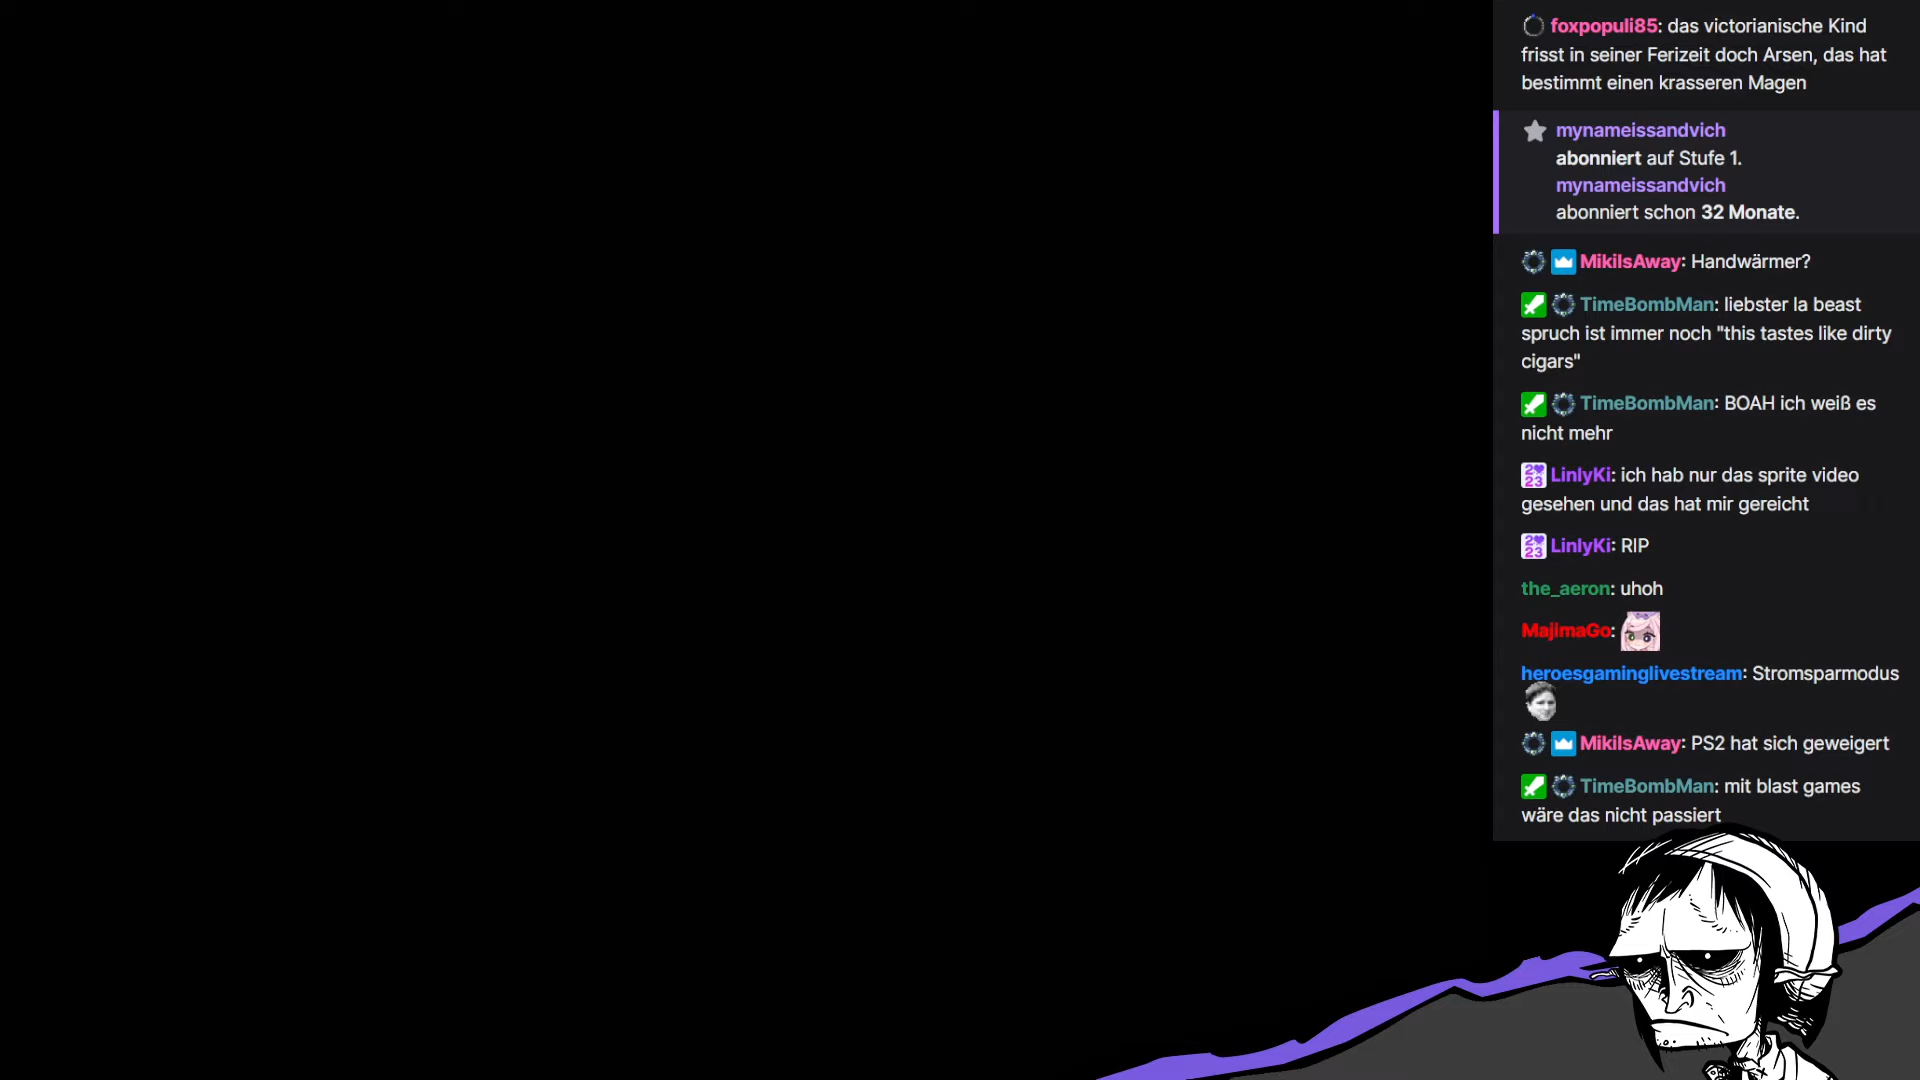 foxpopuli85: das victorianische Kind
frisst in seiner Ferizeit doch Arsen, das hat
bestimmt einen krasseren Magen
mynameissandvich
abonniert auf Stufe 1.
mynameissandvich
abonniert schon 32 Monate.
MikiIsAway: Handwärmer?
TimeBombMan: liebster la beast
spruch ist immer noch "this tastes like dirty
cigars"
TimeBombMan: BOAH ich weiß es
nicht mehr
2023 LinlyKi: ich hab nur das sprite video
gesehen und das hat mir gereicht
2023 LinlyKi: RIP
the_aeron: uhoh
MajimaGo:
heroesgaminglivestream: Stromsparmodus
MikiIsAway: PS2 hat sich geweigert
TimeBombMan: mit blast games
wäre das nicht passiert